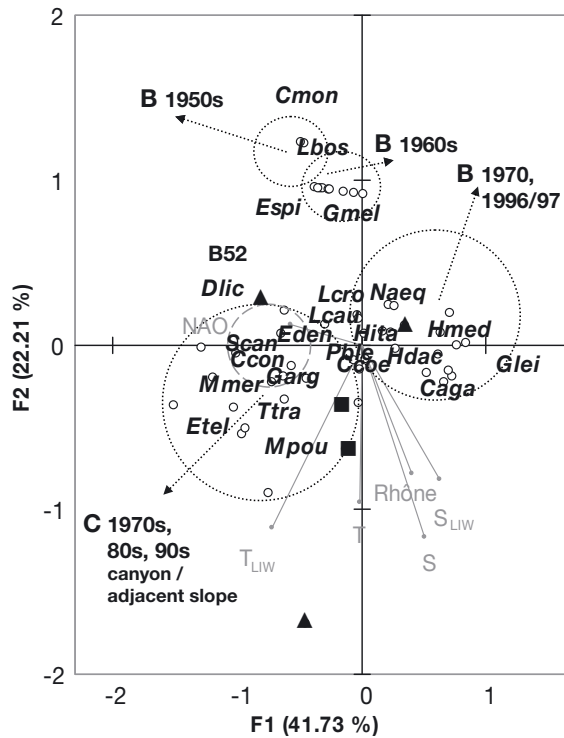 2
B 1950s
Cmon
Lbos
B 1960s
B 1970,
1996/97
1
Espi
Gmel
B52
Dlic
Lcro
Naeq
NAO
Eden
Lcau
Hita
Hmed
0
Scan
Pble
Hdac
Glei
Ccon
Garg
Ccoe
Caga
Mmer
Ttra
Etel
Mpou
Rhône
-1
T
SLIW
C 1970s,
80s, 90s
canyon /
adjacent slope
TLIW
S
-2
-2
-1
0
1
F1 (41.73 %)
F2 (22.21 %)